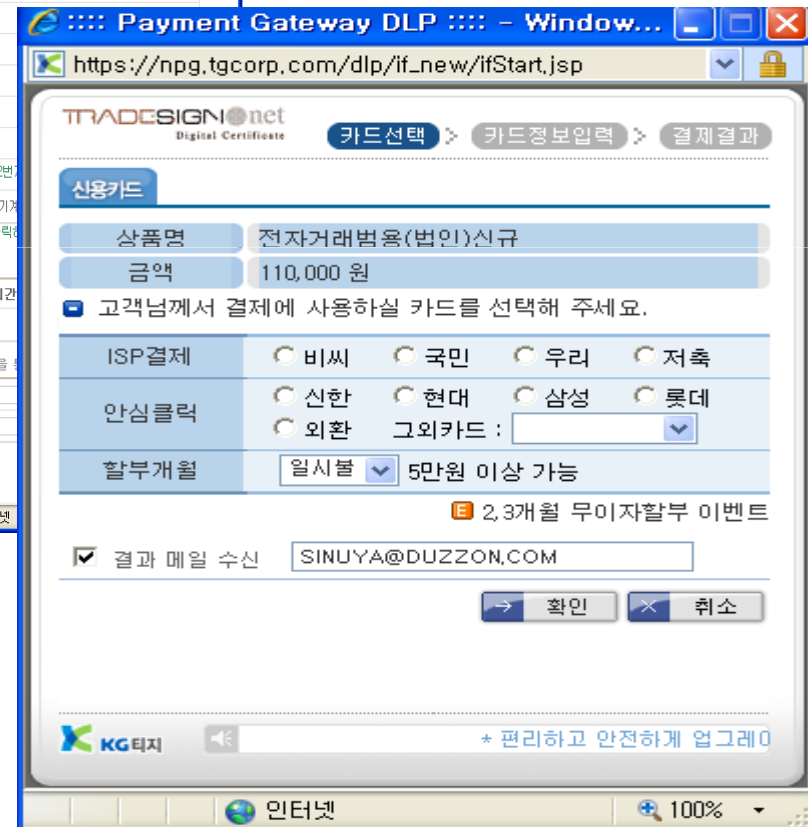 :::: Payment Gateway DLP :::: - Window...
https://npg.tgcorp.com/dlp/if_new/ifStart.jsp
TRADESIGN net
Digital Certificate
카드선택 > 카드정보입력 > 결제결과
신용카드
상품명 전자거래범용(법인)신규
금액 110,000 원
고객님께서 결제에 사용하실 카드를 선택해 주세요.
ISP결제 비씨 국민 우리 저축
안심클릭 신한 현대 삼성 롯데
외환 그외카드 :
할부개월 일시불 5만원 이상 가능
E 2,3개월 무이자할부 이벤트
결과 메일 수신 SINUYA@DUZZON.COM
확인 취소
KG티지 * 편리하고 안전하게 업그레이
인터넷 100%